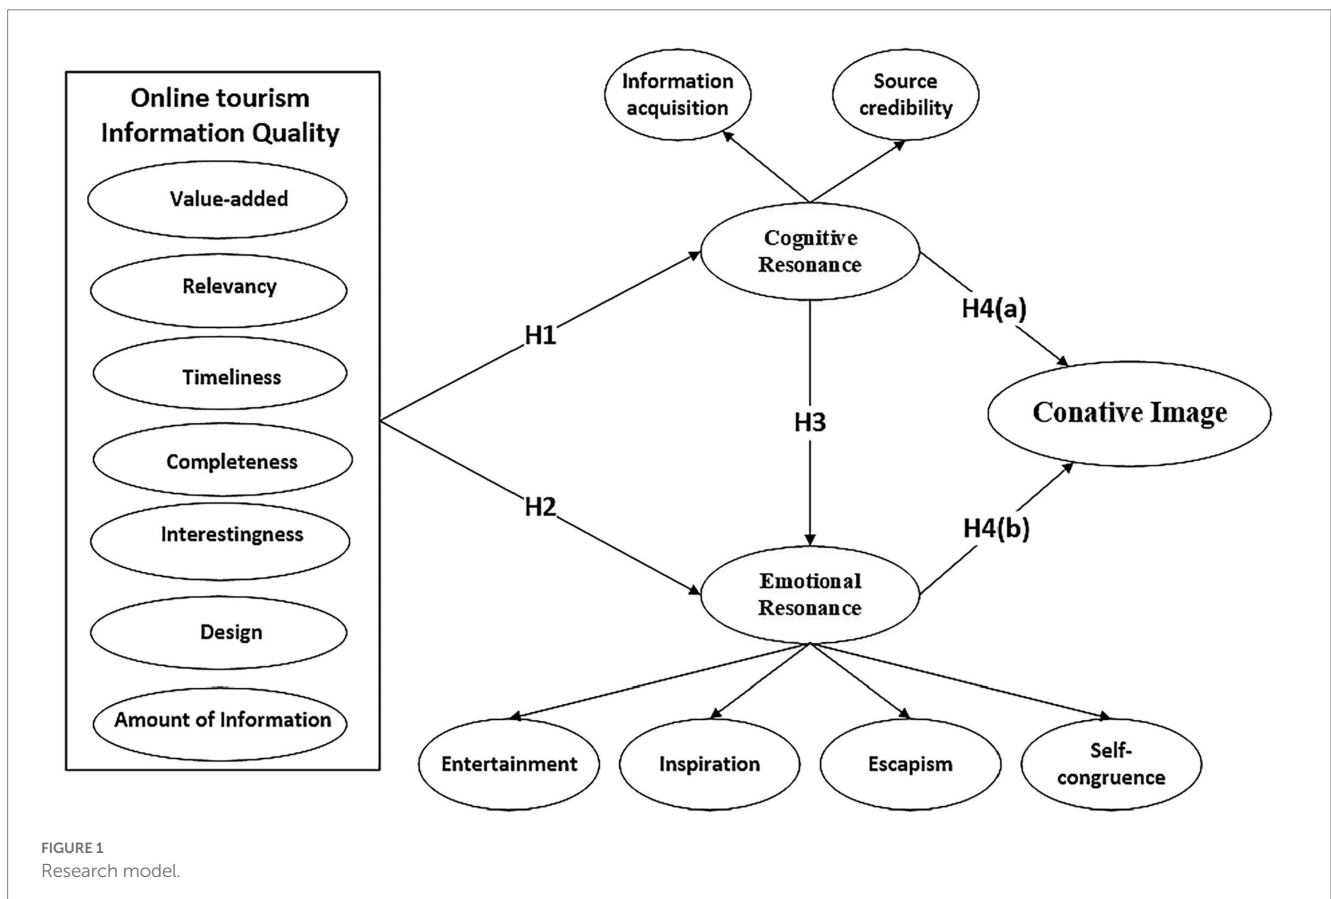 Online tourism
Information Quality
Value-added
Relevancy
Timeliness
Completeness
Interestingness
Design
Amount of Information
H1
H2
Information
acquisition
Source
credibility
Cognitive
Resonance
H3
Emotional
Resonance
H4(a)
H4(b)
Conative Image
Entertainment
Inspiration
Escapism
Self-
congruence
FIGURE 1
Research model.